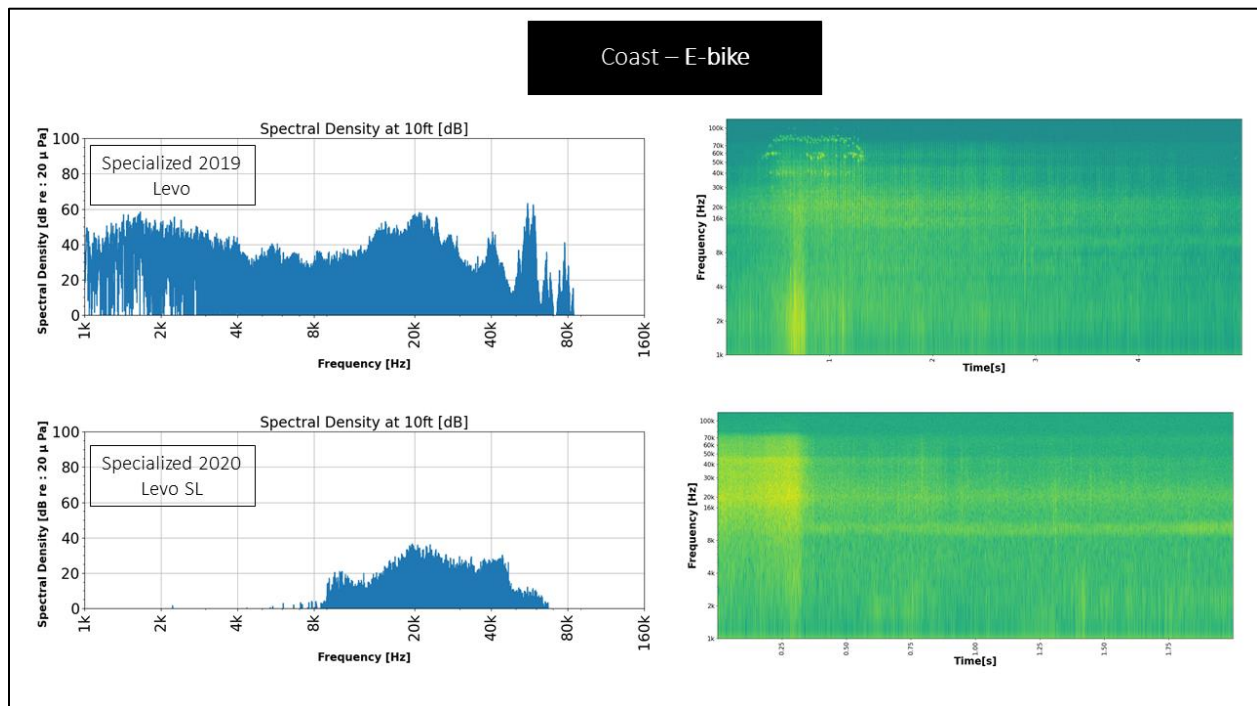 Coast – E-bike
Spectral Density at 10ft [dB]
Specialized 2019
Levo
Spectral Density [dB re : 20 μ Pa]
100
80
60
40
20
0
1k
2k
4k
8k
20k
40k
80k
160k
Frequency [Hz]
Frequency [Hz]
100k
70k
60k
50k
40k
30k
20k
16k
8k
4k
2k
1k
1
2
3
4
Time[s]
Spectral Density at 10ft [dB]
Specialized 2020
Levo SL
Spectral Density [dB re : 20 μ Pa]
100
80
60
40
20
0
1k
2k
4k
8k
20k
40k
80k
160k
Frequency [Hz]
Frequency [Hz]
100k
70k
60k
50k
40k
30k
20k
16k
8k
4k
2k
1k
0.25
0.50
0.75
1.00
1.25
1.50
1.75
Time[s]